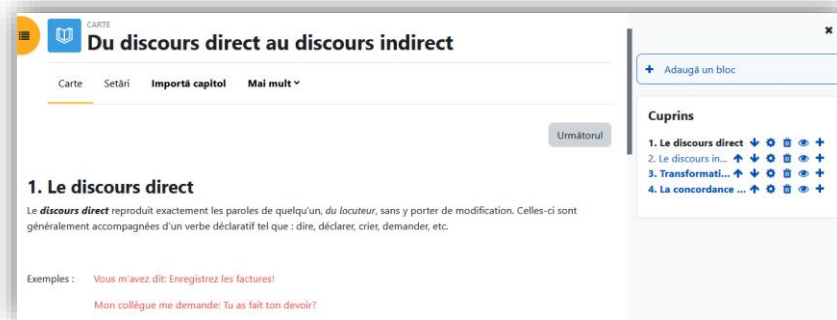 CARTE
Du discours direct au discours indirect
Carte Setări Importă capitol Mai mult
Următorul
1. Le discours direct
Le discours direct reproduit exactement les paroles de quelqu'un, du locuteur, sans y porter de modification. Celles-ci sont
généralement accompagnées d'un verbe déclaratif tel que : dire, déclarer, crier, demander, etc.
Exemples : Vous m'avez dit: Enregistrez les factures!
Mon collègue me demande: Tu as fait ton devoir?
Adaugă un bloc
Cuprins
1. Le discours direct
2. Le discours in...
3. Transformati...
4. La concordance ...